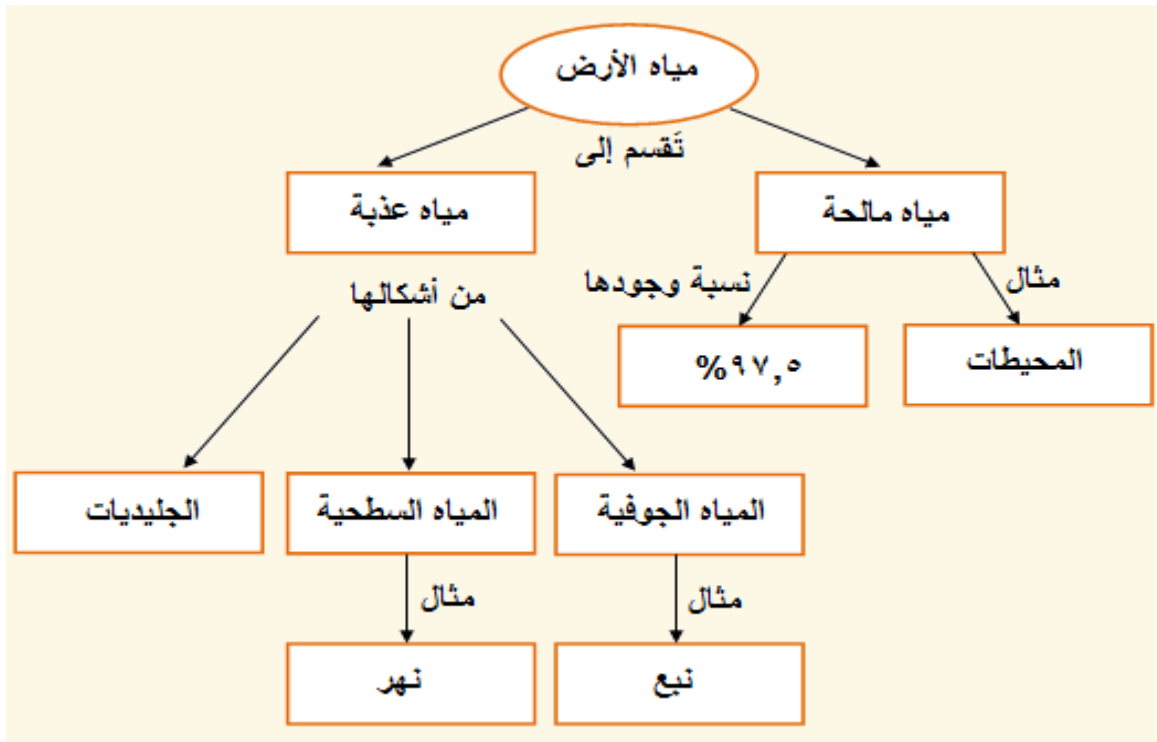 مياه الأرض
تَقسم إلى
مياه مالحة
مياه عذبة
مثال
نسبة وجودها
من أشكالها
المحيطات
%٩٧,٥
المياه الجوفية
المياه السطحية
الجليديات
مثال
مثال
نبع
نهر